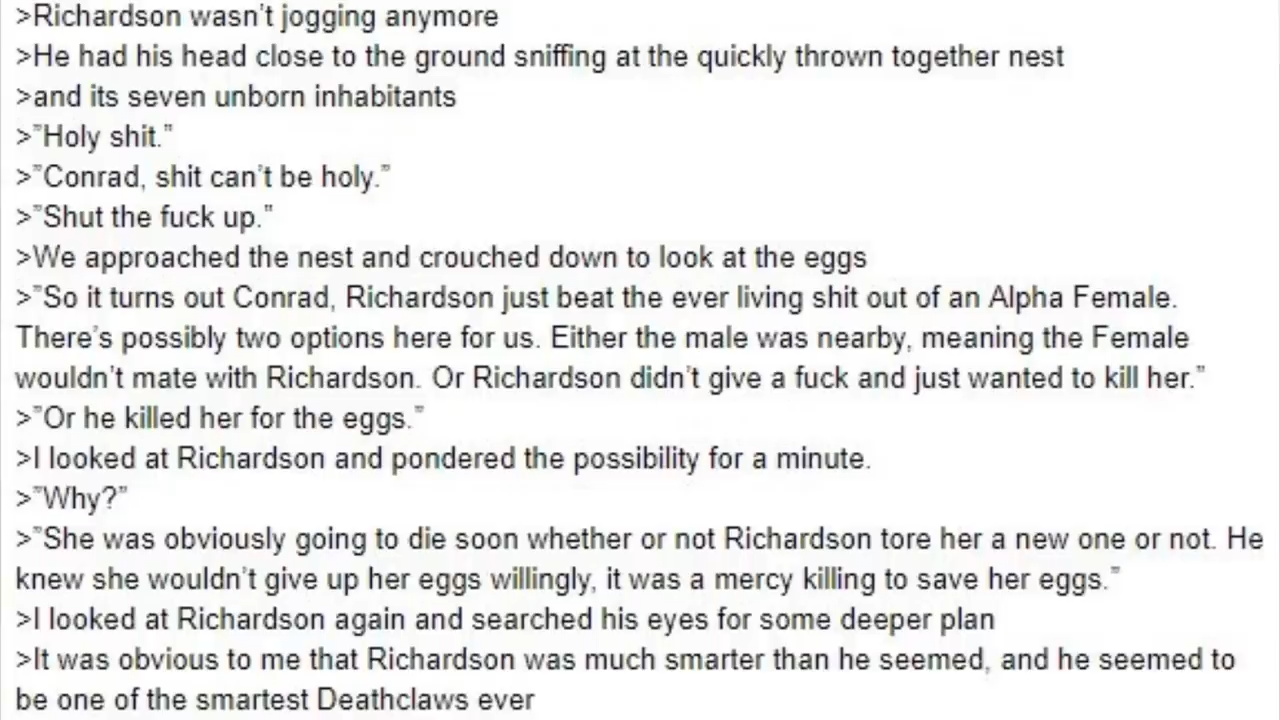 >Richardson wasn't jogging anymore
>He had his head close to the ground sniffing at the quickly thrown together nest
>and its seven unborn inhabitants
>"Holy shit."
>"Conrad, shit can't be holy."
>"Shut the fuck up."
>We approached the nest and crouched down to look at the eggs
>"So it turns out Conrad, Richardson just beat the ever living shit out of an Alpha Female.
There's possibly two options here for us. Either the male was nearby, meaning the Female
wouldn't mate with Richardson. Or Richardson didn't give a fuck and just wanted to kill her."
>"Or he killed her for the eggs."
>I looked at Richardson and pondered the possibility for a minute.
>"Why?"
>"She was obviously going to die soon whether or not Richardson tore her a new one or not. He
knew she wouldn't give up her eggs willingly, it was a mercy killing to save her eggs."
>I looked at Richardson again and searched his eyes for some deeper plan
>It was obvious to me that Richardson was much smarter than he seemed, and he seemed to
be one of the smartest Deathclaws ever